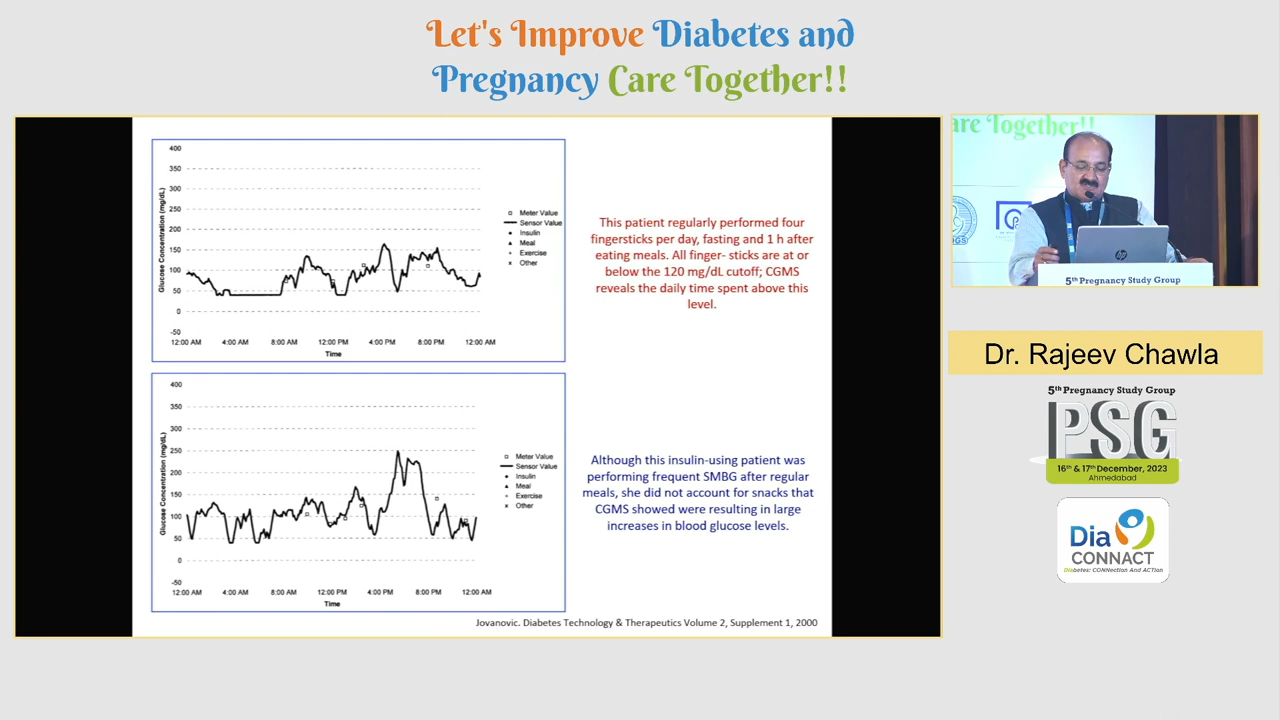 Let's Improve Diabetes and
Pregnancy Care Together!!
400
350
300
250
200
150
100
50
0
-50
Glucose Concentration (mg/dL)
12:00 AM 4:00 AM 8:00 AM 12:00 PM 4:00 PM 8:00 PM 12:00 AM
Time
Meter Value
Sensor Value
Insulin
Meal
Exercise
Other
This patient regularly performed four
fingersticks per day, fasting and 1 h after
eating meals. All finger- sticks are at or
below the 120 mg/dL cutoff; CGMS
reveals the daily time spent above this
level.
400
350
300
250
200
150
100
50
0
-50
Glucose Concentration (mg/dL)
12:00 AM 4:00 AM 8:00 AM 12:00 PM 4:00 PM 8:00 PM 12:00 AM
Time
Meter Value
Sensor Value
Insulin
Meal
Exercise
Other
Although this insulin-using patient was
performing frequent SMBG after regular
meals, she did not account for snacks that
CGMS showed were resulting in large
increases in blood glucose levels.
Jovanovic. Diabetes Technology & Therapeutics Volume 2, Supplement 1, 2000
are Together!!
hp
5th Pregnancy Study Group
Dr. Rajeev Chawla
5th Pregnancy Study Group
PSG
16th & 17th December, 2023
Ahmedabad
Dia
CONNACT
Diabetes: CONNection And ACTion